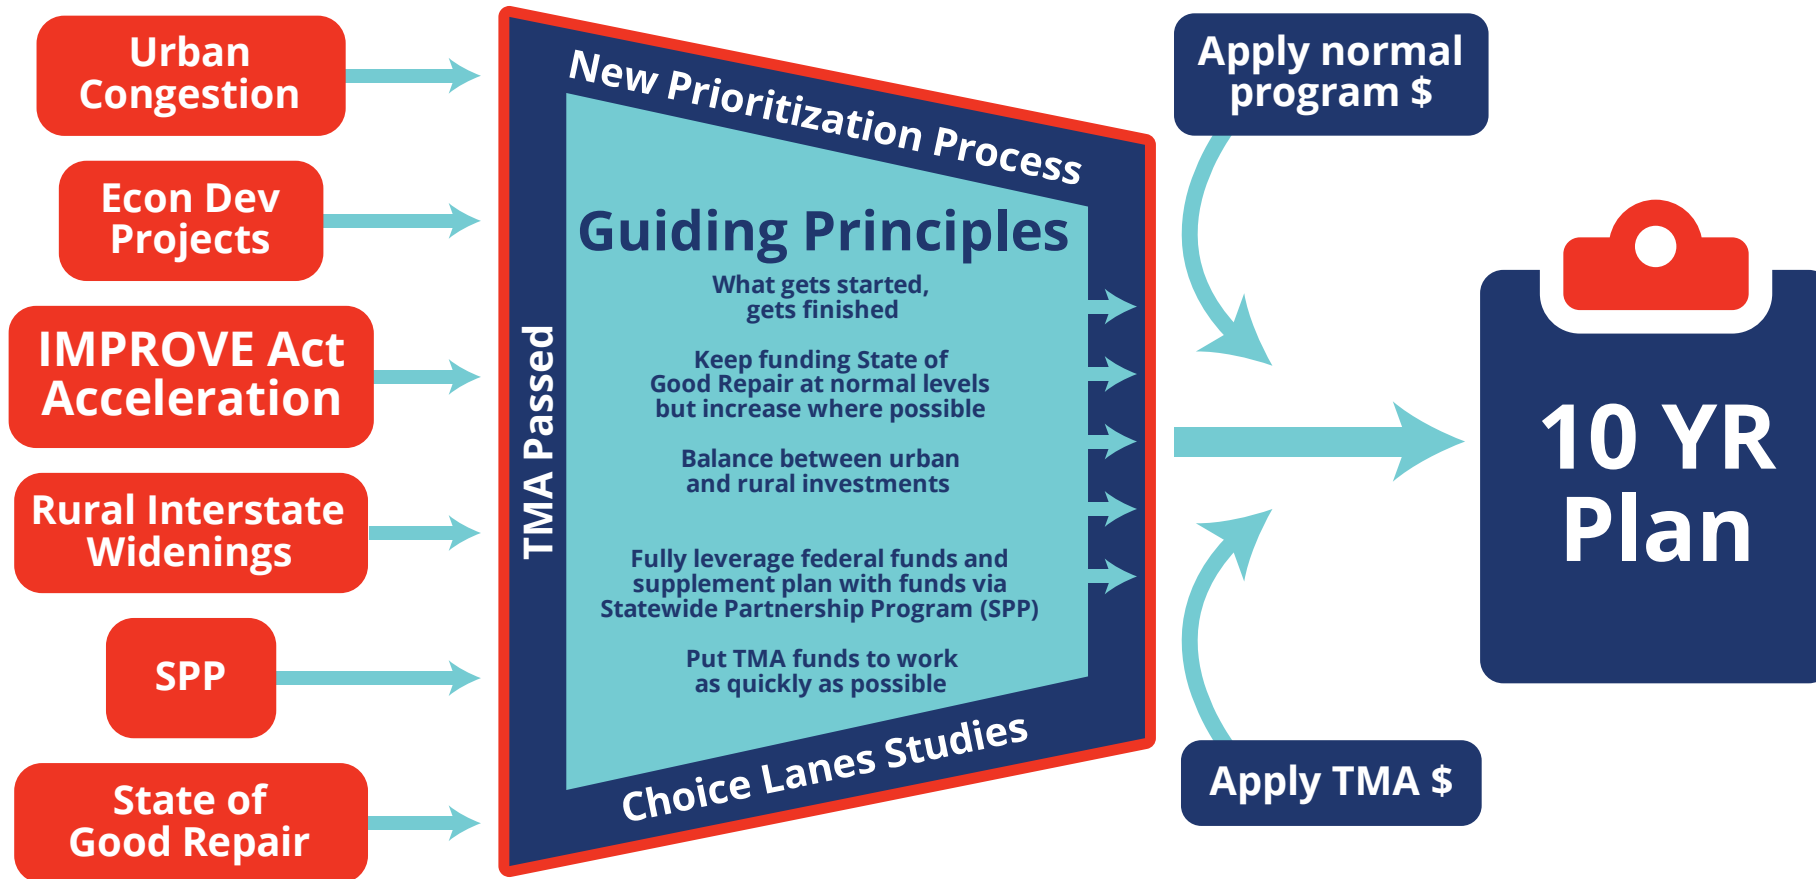 Urban
Congestion
Econ Dev
Projects
IMPROVE Act
Acceleration
Rural Interstate
Widenings
SPP
State of
Good Repair
TMA Passed
New Prioritization Process
Guiding Principles
What gets started,
gets finished
Keep funding State of
Good Repair at normal levels
but increase where possible
Balance between urban
and rural investments
Fully leverage federal funds and
supplement plan with funds via
Statewide Partnership Program (SPP)
Put TMA funds to work
as quickly as possible
Choice Lanes Studies
Apply normal
program $
Apply TMA $
10 YR
Plan